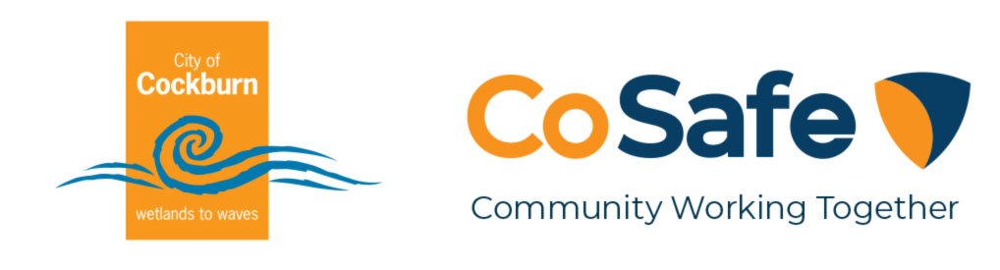 City of
Cockburn
wetlands to waves
CoSafe
Community Working Together